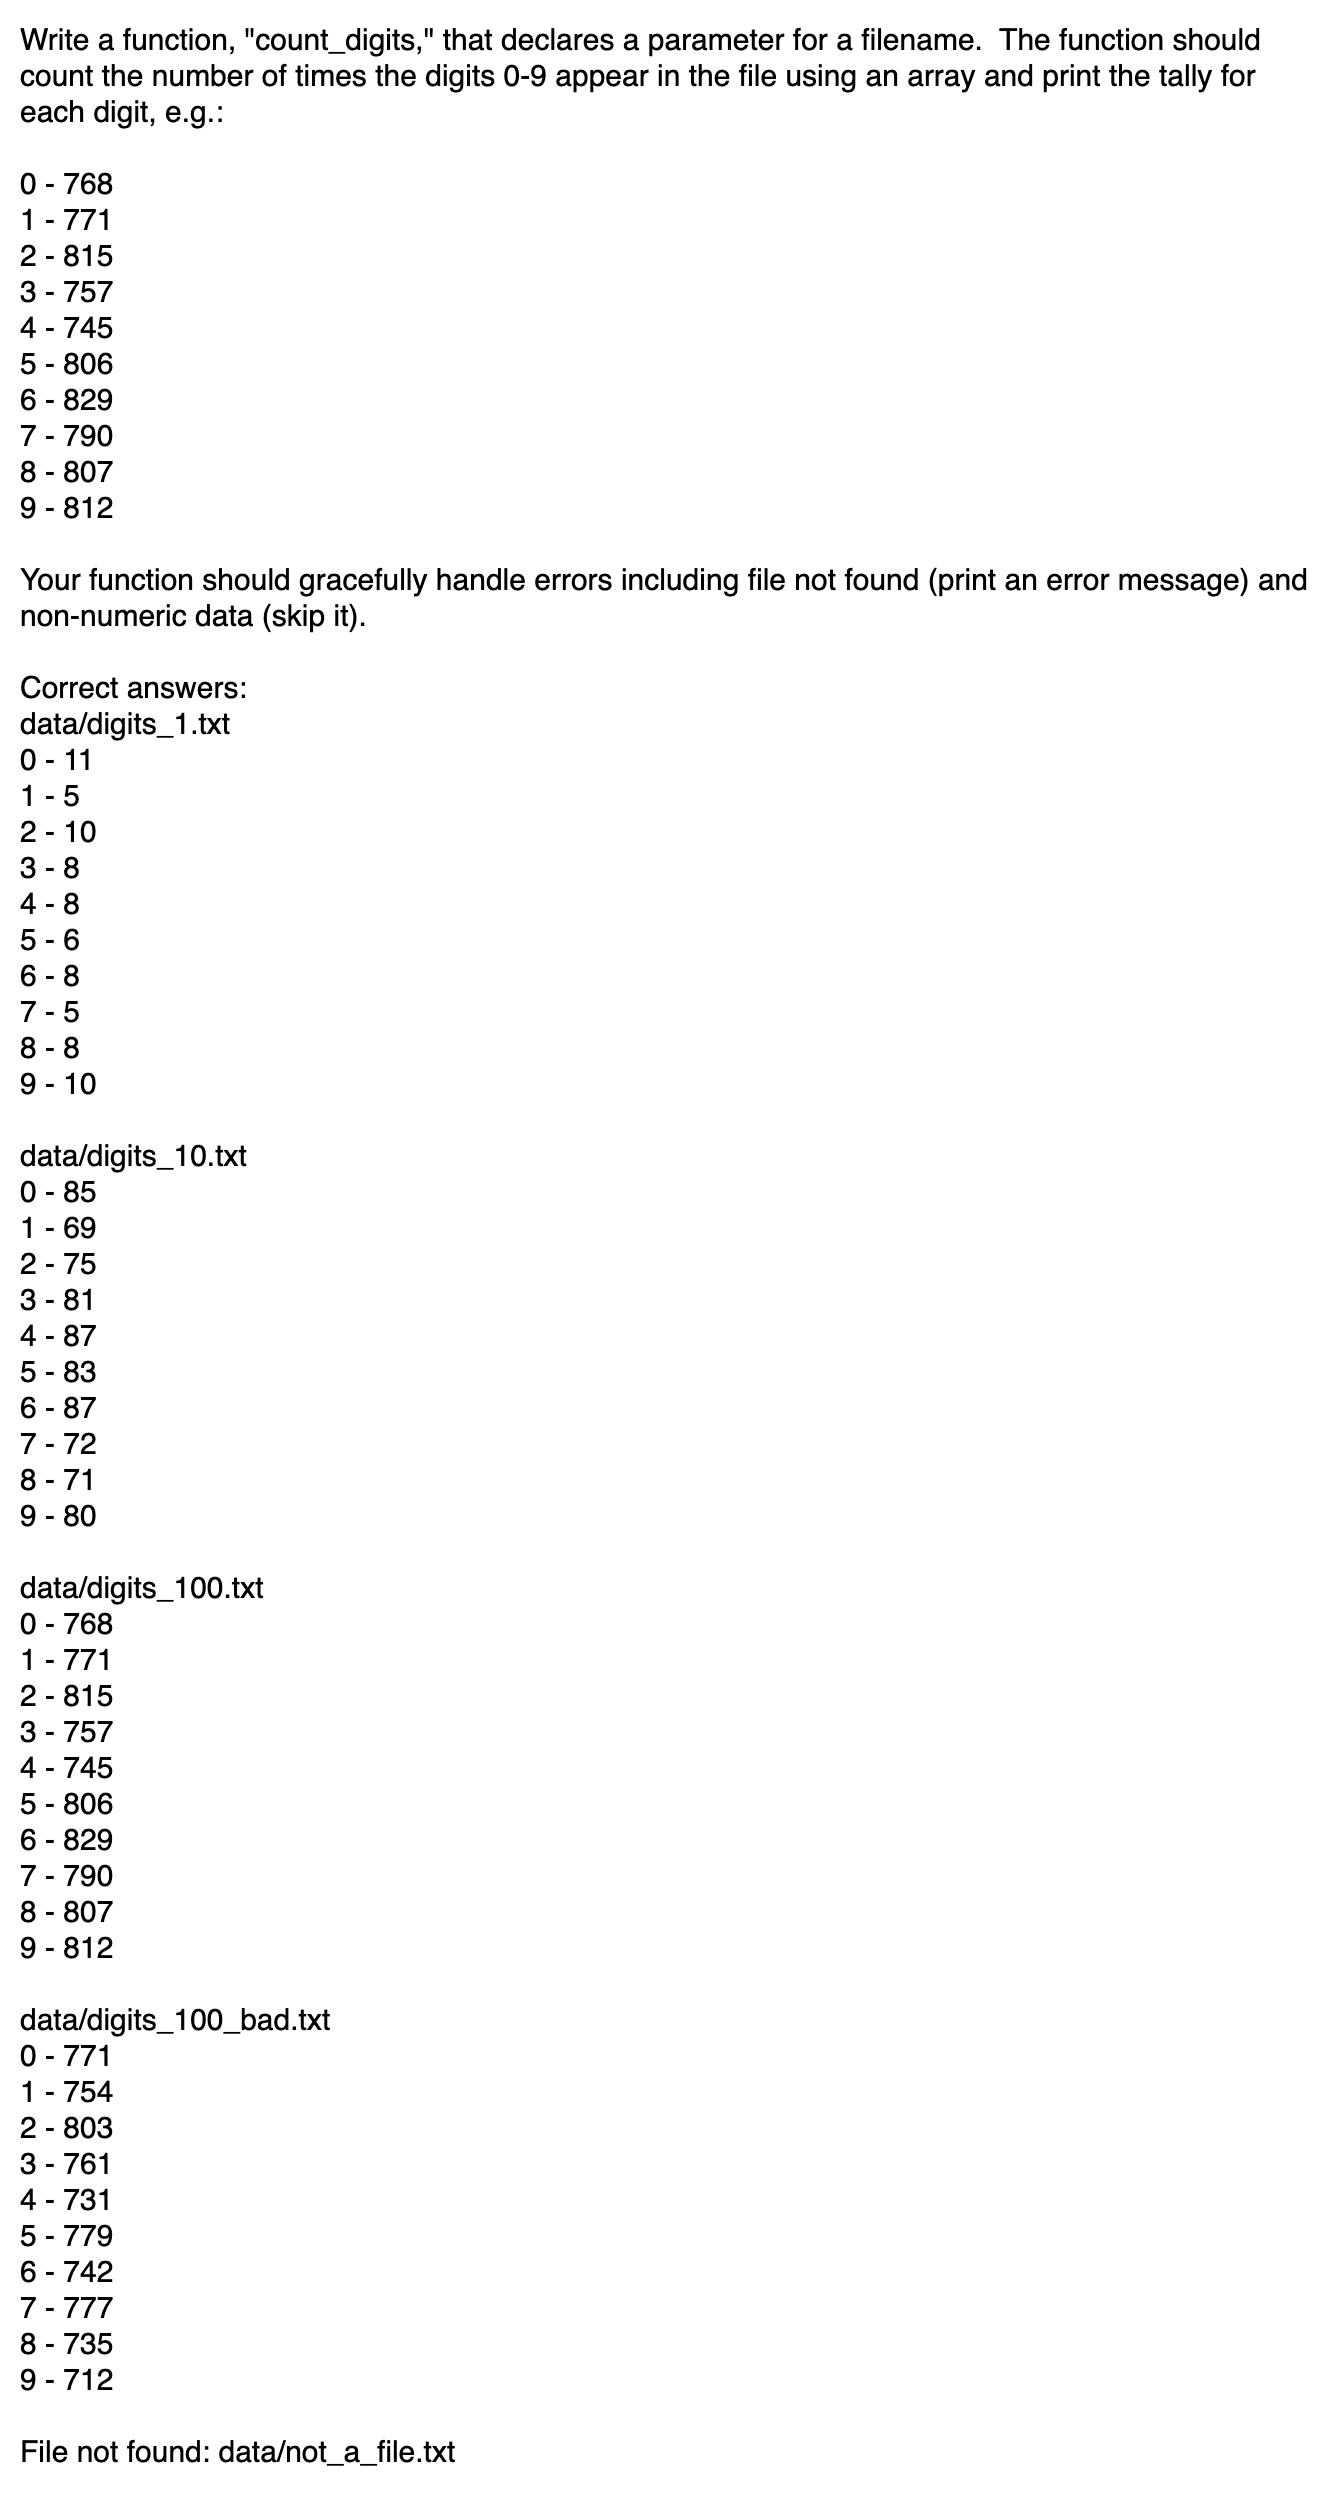 Write a function, "count_digits," that declares a parameter for a filename.  The function should
count the number of times the digits 0-9 appear in the file using an array and print the tally for
each digit, e.g.:
0 - 768
1 - 771
2 - 815
3 - 757
4 - 745
5 - 806
6 - 829
7 - 790
8 - 807
9 - 812
Your function should gracefully handle errors including file not found (print an error message) and
non-numeric data (skip it).
Correct answers:
data/digits_1.txt
0 - 11
1 - 5
2 - 10
3 - 8
4 - 8
5 - 6
6 - 8
7 - 5
8 - 8
9 - 10
data/digits_10.txt
0 - 85
1 - 69
2 - 75
3 - 81
4 - 87
5 - 83
6 - 87
7 - 72
8 - 71
9 - 80
data/digits_100.txt
0 - 768
1 - 771
2 - 815
3 - 757
4 - 745
5 - 806
6 - 829
7 - 790
8 - 807
9 - 812
data/digits_100_bad.txt
0 - 771
1 - 754
2 - 803
3 - 761
4 - 731
5 - 779
6 - 742
7 - 777
8 - 735
9 - 712
File not found: data/not_a_file.txt